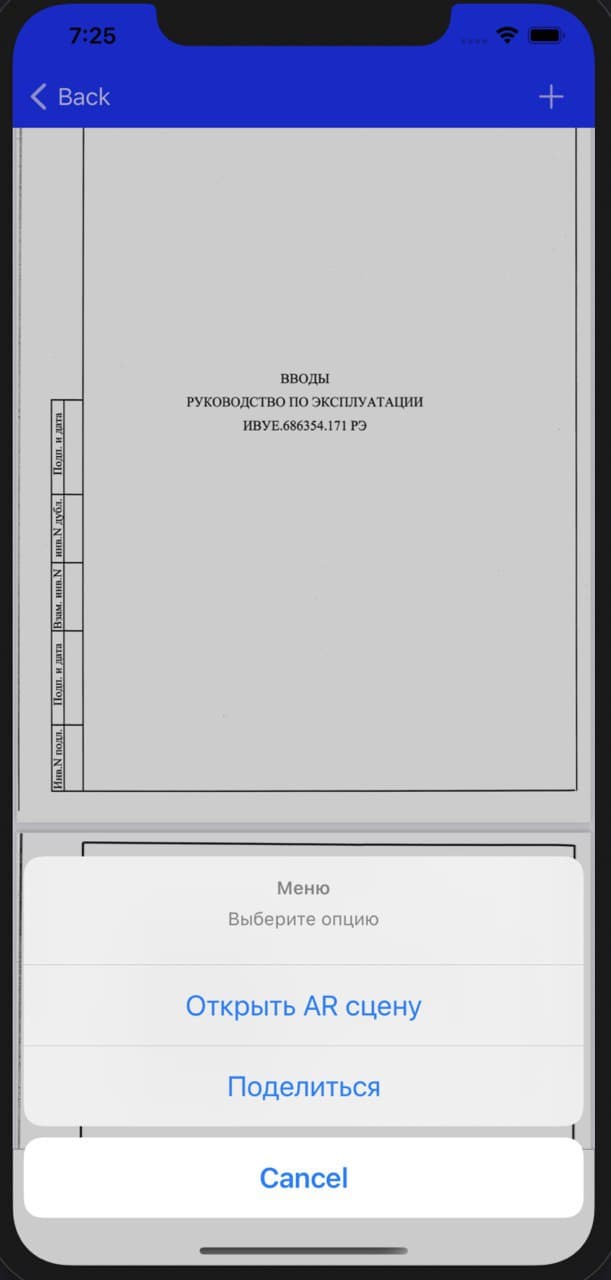 7:25
Back
ВВОДЫ
РУКОВОДСТВО ПО ЭКСПЛУАТАЦИИ
ИВУЕ.686354.171 РЭ
Подп. и дата
инв.N дубл.
Взам. инв.N
Подп. и дата
Инв.N подл.
Меню
Выберите опцию
Открыть AR сцену
Поделиться
Cancel